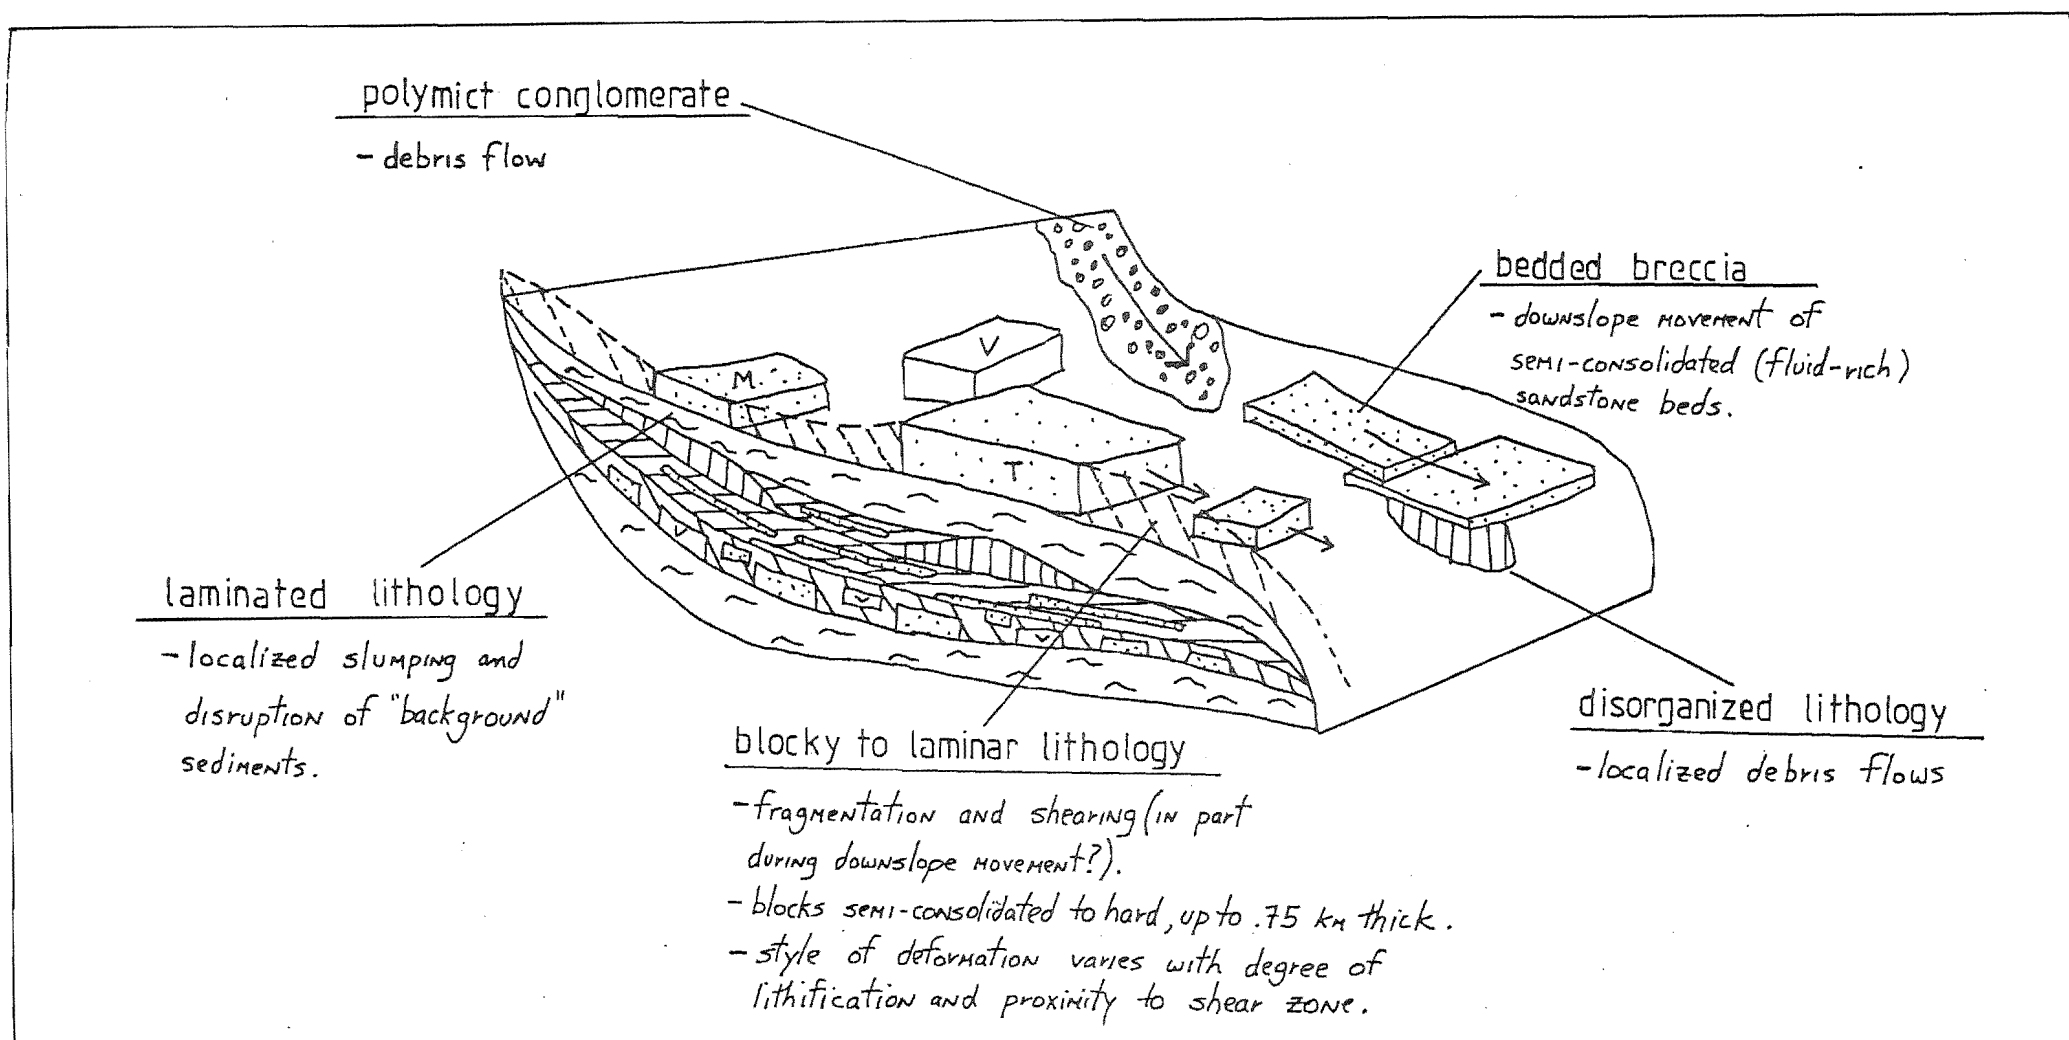 polymict conglomerate
- debris flow
bedded breccia
- downslope movement of
semi-consolidated (fluid-rich)
sandstone beds.
M
V
T
v
v
v
laminated lithology
- localized slumping and
disruption of "background"
sediments.
blocky to laminar lithology
- fragmentation and shearing (in part
during downslope movement?).
- blocks semi-consolidated to hard, up to .75 km thick.
- style of deformation varies with degree of
lithification and proximity to shear zone.
disorganized lithology
- localized debris flows